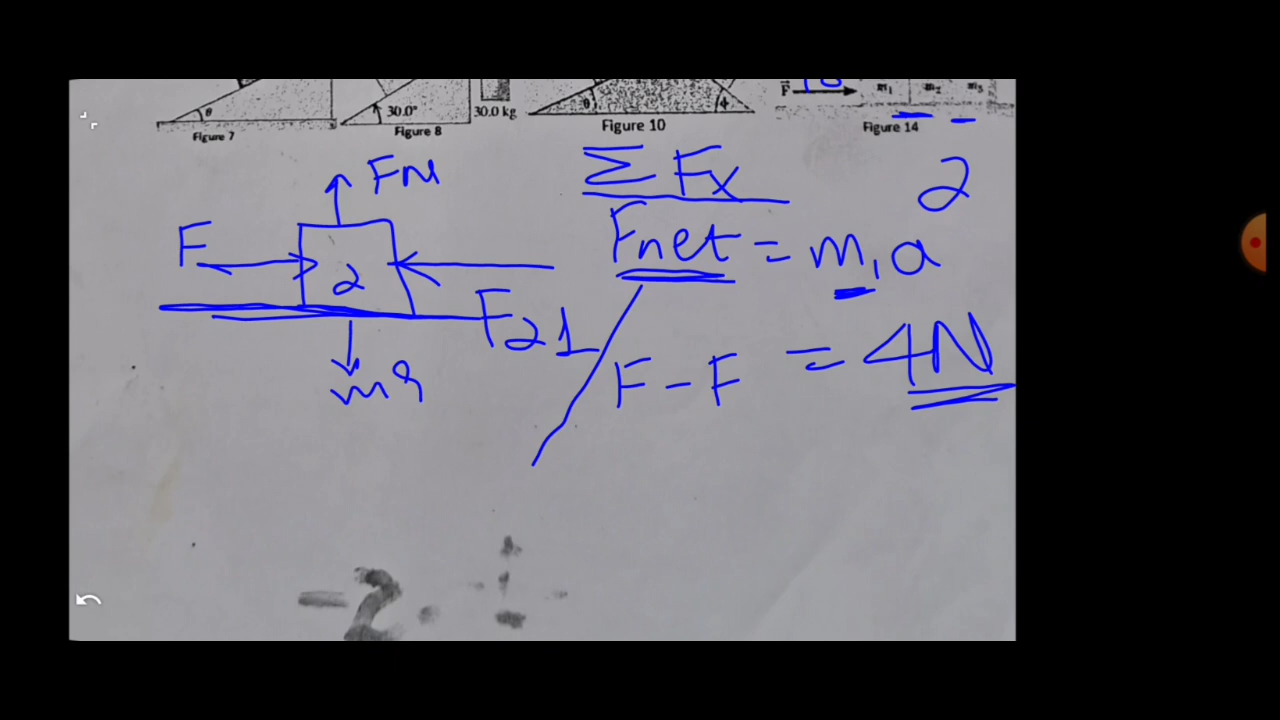 θ
30.0°
30.0 kg
θ
F
m₁ m₂ m₃
Figure 7
Figure 8
Figure 10
Figure 14
FN
Σ Fx
2
F
2
F21
Fnet = m₁a
mg
F - F = 4N
-2.